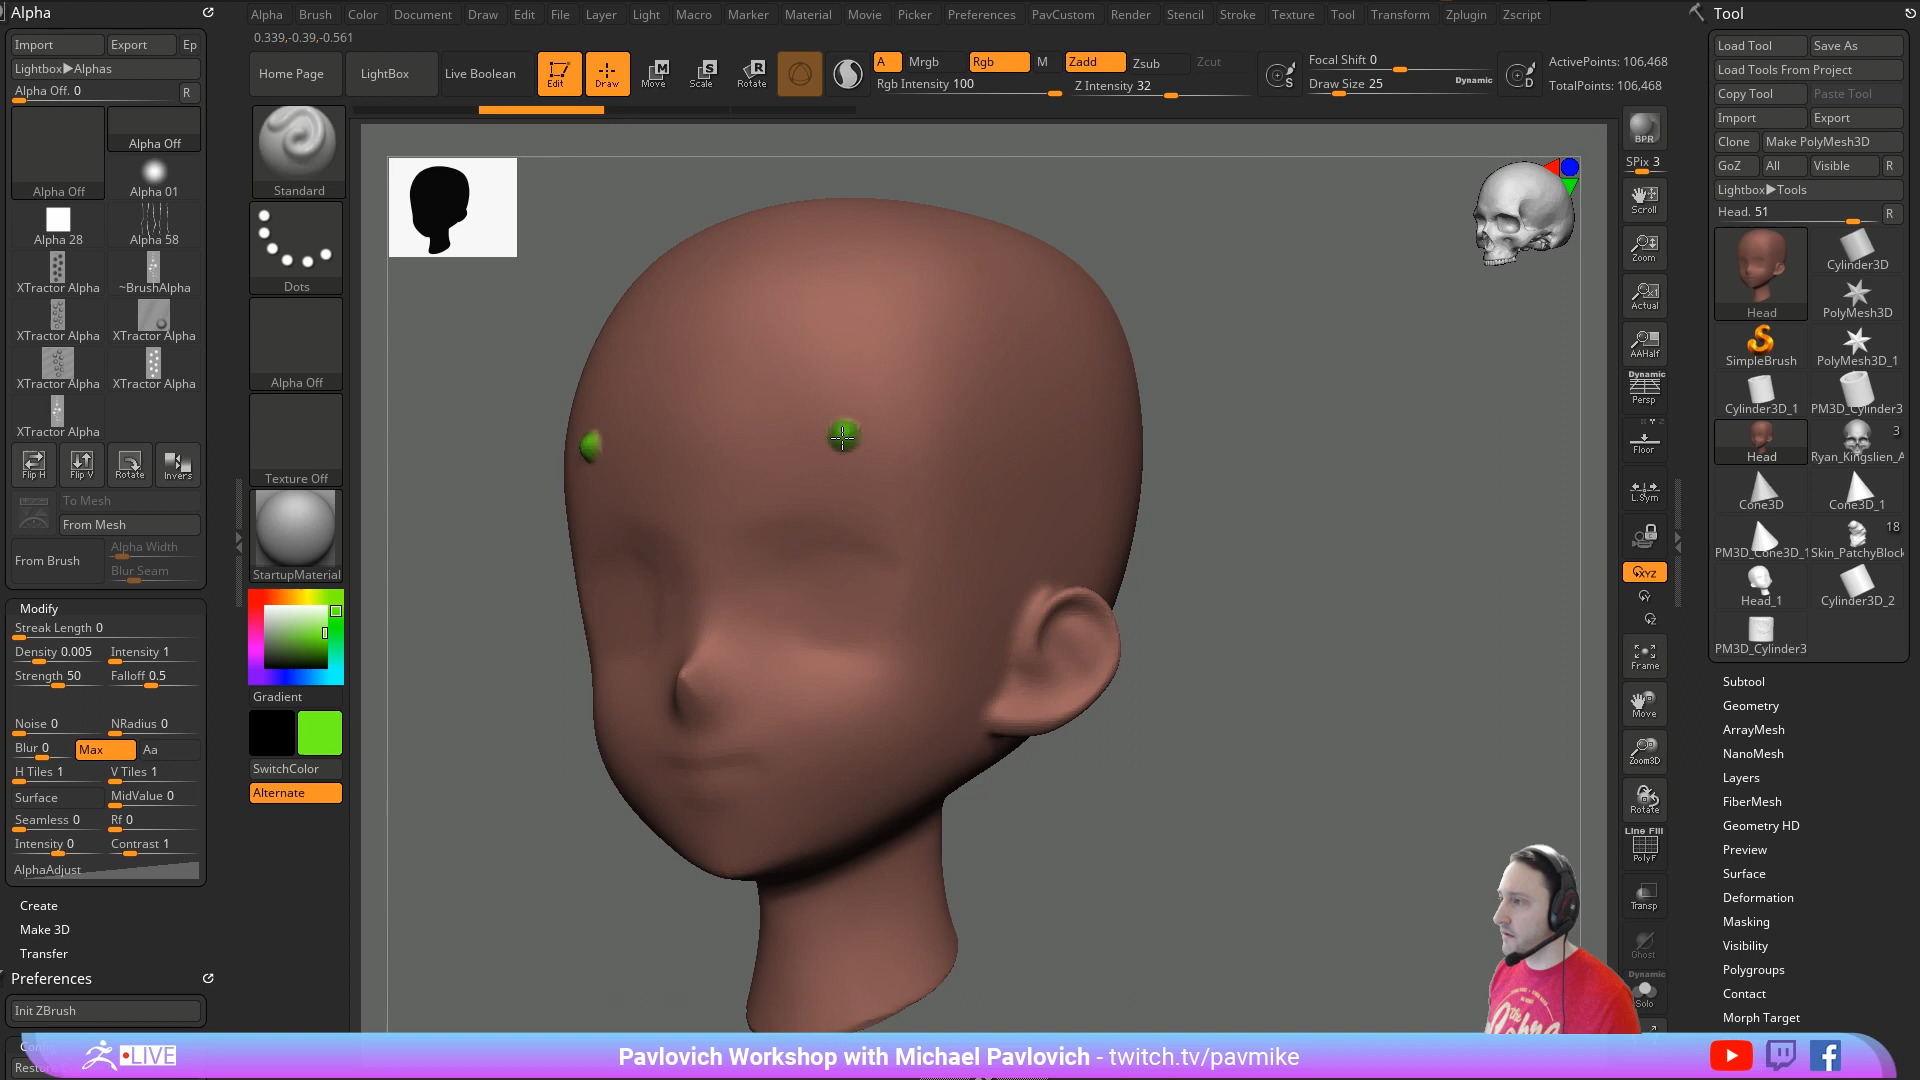 Alpha
Alpha Brush Color Document Draw Edit File Layer Light Macro Marker Material Movie Picker Preferences PavCustom Render Stencil Stroke Texture Tool Transform Zplugin Zscript
Tool
0.339,-0.39,-0.561
Import Export Ep
Lightbox▶Alphas
Alpha Off. 0 R
Alpha Off
Alpha Off
Alpha 01
Alpha 28
Alpha 58
XTractor Alpha
~BrushAlpha
XTractor Alpha
XTractor Alpha
XTractor Alpha
XTractor Alpha
XTractor Alpha
Flip H Flip V Rotate Invers
To Mesh
From Mesh
From Brush
Alpha Width
Blur Seam
Modify
Streak Length 0
Density 0.005 Intensity 1
Strength 50 Falloff 0.5
Noise 0 NRadius 0
Blur 0 Max Aa
H Tiles 1 V Tiles 1
Surface MidValue 0
Seamless 0 Rf 0
Intensity 0 Contrast 1
AlphaAdjust
Create
Make 3D
Transfer
Preferences
Init ZBrush
Home Page LightBox Live Boolean
Edit Draw Move Scale Rotate
M S R
A Mrgb Rgb M Zadd Zsub Zcut
Rgb Intensity 100 Z Intensity 32
S
Focal Shift 0
Draw Size 25 Dynamic
D
ActivePoints: 106,468
TotalPoints: 106,468
Standard
Dots
Alpha Off
Texture Off
StartupMaterial
Gradient
SwitchColor
Alternate
BPR
SPix 3
Scroll
Zoom
Actual
AAHalf
Dynamic
Persp
Floor
L.Sym
XYZ
Y
Z
Frame
Move
Zoom3D
Rotate
Line Fill
PolyF
Transp
Ghost
Dynamic
Solo
Load Tool Save As
Load Tools From Project
Copy Tool Paste Tool
Import Export
Clone Make PolyMesh3D
GoZ All Visible R
Lightbox▶Tools
Head. 51 R
Head
Cylinder3D
PolyMesh3D
SimpleBrush PolyMesh3D_1
Cylinder3D_1 PM3D_Cylinder3
3
Head Ryan_Kingslien_A
Cone3D Cone3D_1
18
PM3D_Cone3D_1 Skin_PatchyBlock
Head_1 Cylinder3D_2
PM3D_Cylinder3
Subtool
Geometry
ArrayMesh
NanoMesh
Layers
FiberMesh
Geometry HD
Preview
Surface
Deformation
Masking
Visibility
Polygroups
Contact
Morph Target
LIVE
Pavlovich Workshop with Michael Pavlovich - twitch.tv/pavmike